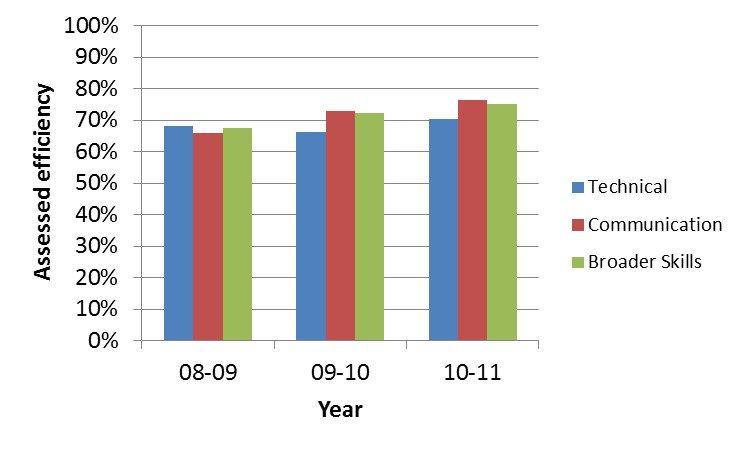 100%
90%
80%
70%
60%
50%
40%
30%
20%
10%
0%
Assessed efficiency
08-09 09-10 10-11
Year
Technical
Communication
Broader Skills